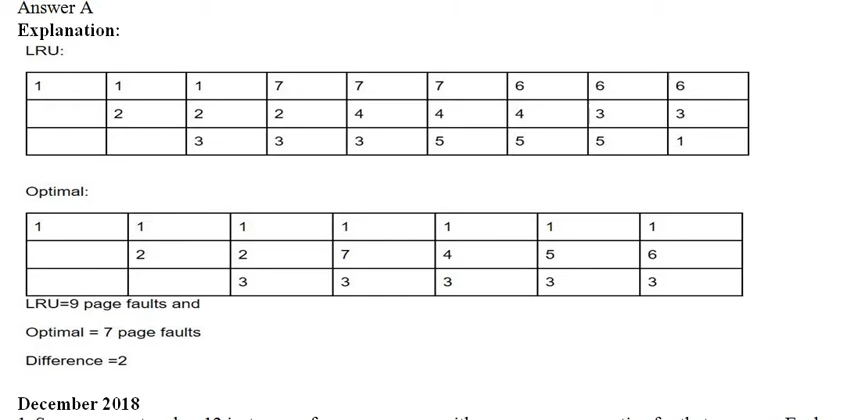 Answer A
Explanation:
LRU:
1 1 1 7 7 7 6 6 6
2 2 2 4 4 4 3 3
3 3 3 5 5 5 1
Optimal:
1 1 1 1 1 1 1
2 2 7 4 5 6
3 3 3 3 3
LRU=9 page faults and
Optimal = 7 page faults
Difference =2
December 2018